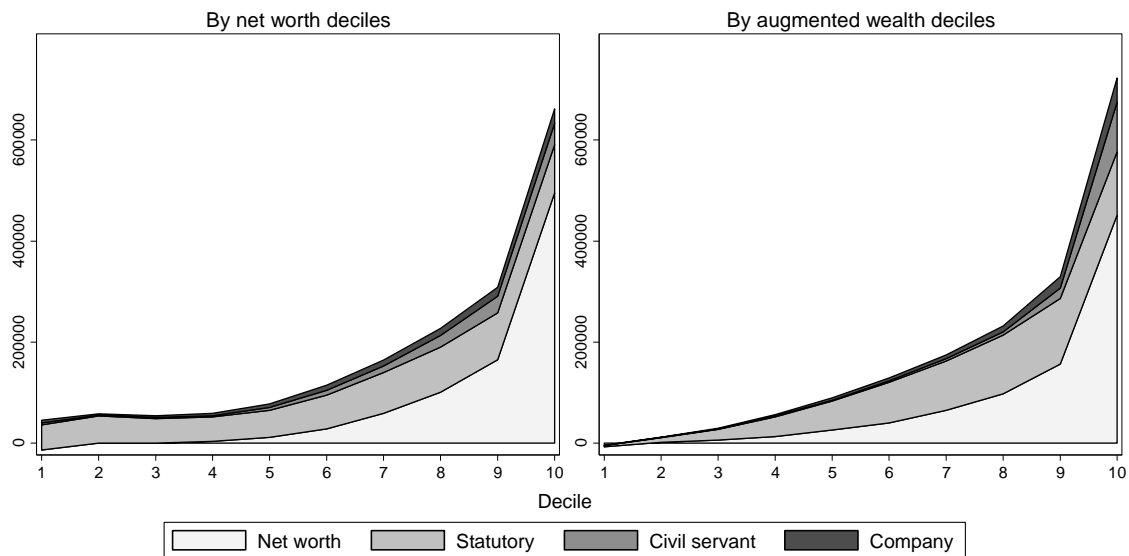 By net worth deciles
By augmented wealth deciles
600000
400000
200000
0
1 2 3 4 5 6 7 8 9 10
600000
400000
200000
0
1 2 3 4 5 6 7 8 9 10
Decile
Net worth Statutory Civil servant Company